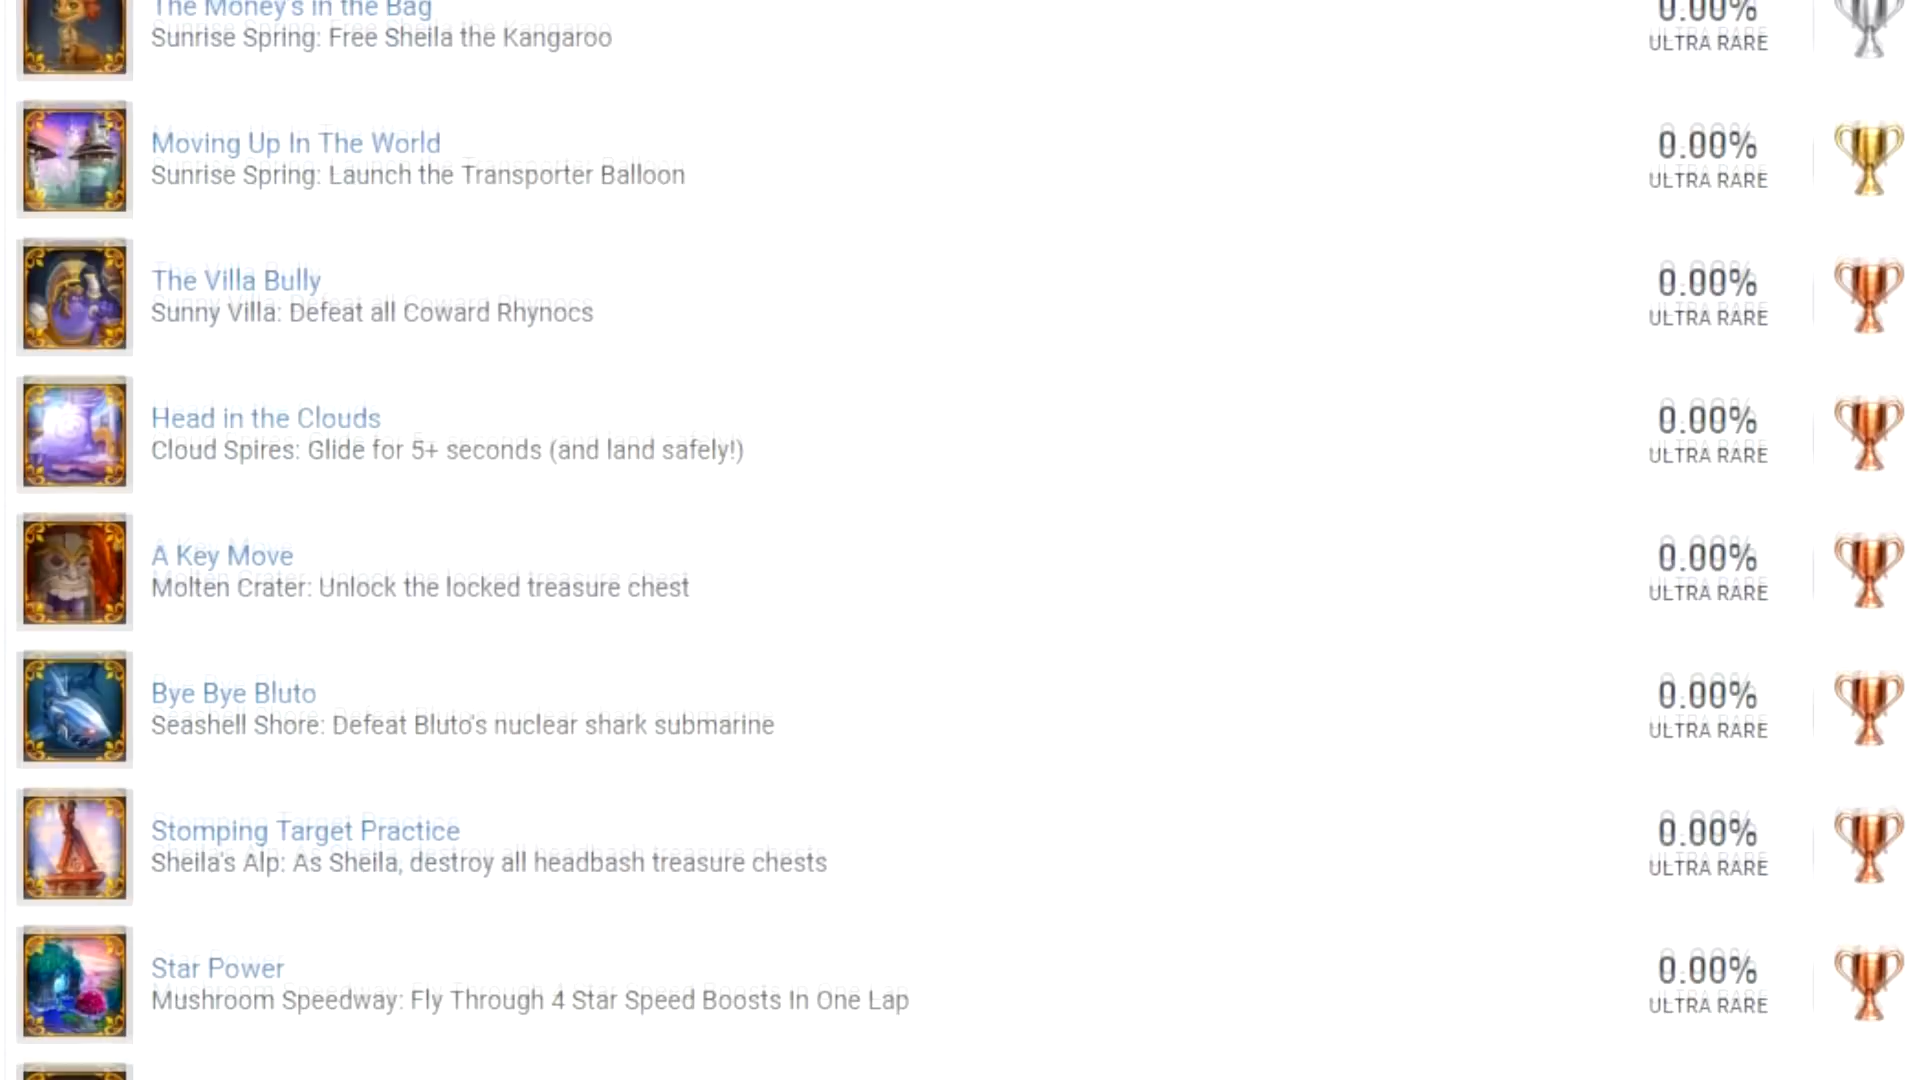 The Money's in the Bag
Sunrise Spring: Free Sheila the Kangaroo
0.00%
ULTRA RARE
Moving Up In The World
Sunrise Spring: Launch the Transporter Balloon
0.00%
ULTRA RARE
The Villa Bully
Sunny Villa: Defeat all Coward Rhynocs
0.00%
ULTRA RARE
Head in the Clouds
Cloud Spires: Glide for 5+ seconds (and land safely!)
0.00%
ULTRA RARE
A Key Move
Molten Crater: Unlock the locked treasure chest
0.00%
ULTRA RARE
Bye Bye Bluto
Seashell Shore: Defeat Bluto's nuclear shark submarine
0.00%
ULTRA RARE
Stomping Target Practice
Sheila's Alp: As Sheila, destroy all headbash treasure chests
0.00%
ULTRA RARE
Star Power
Mushroom Speedway: Fly Through 4 Star Speed Boosts In One Lap
0.00%
ULTRA RARE